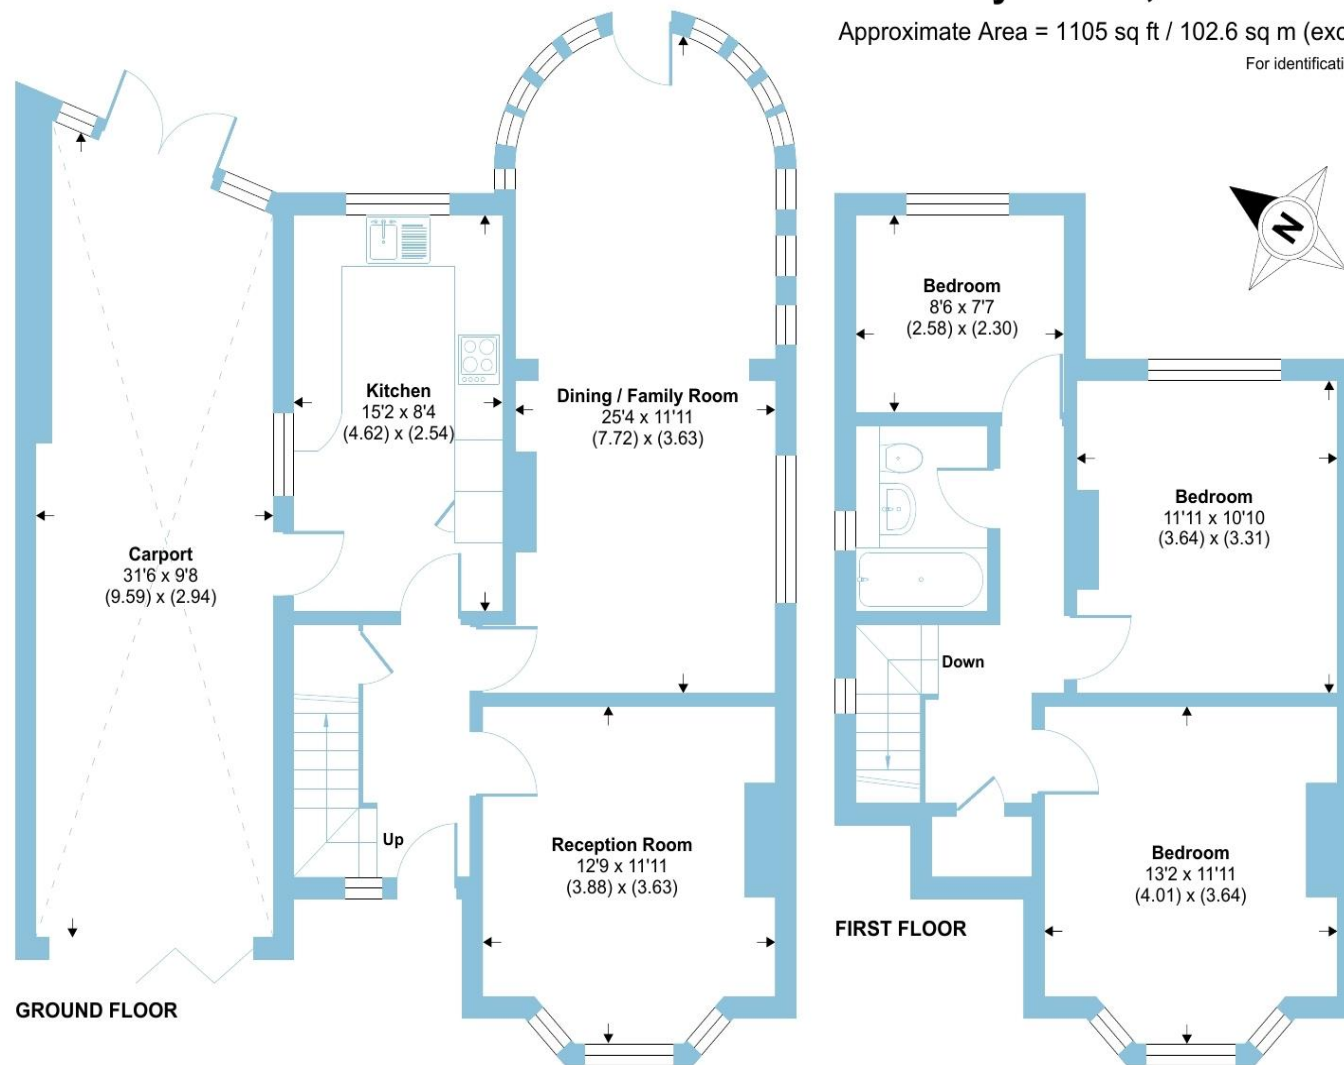 Approximate Area = 1105 sq ft / 102.6 sq m
For
N
Kitchen
15'2 x 8'4
(4.62) x (2.54)
Dining / Family Room
25'4 x 11'11
(7.72) x (3.63)
Carport
31'6 x 9'8
(9.59) x (2.94)
Up
Reception Room
12'9 x 11'11
(3.88) x (3.63)
GROUND FLOOR
Bedroom
8'6 x 7'7
(2.58) x (2.30)
Bedroom
11'11 x 10'10
(3.64) x (3.31)
Down
Bedroom
13'2 x 11'11
(4.01) x (3.64)
FIRST FLOOR